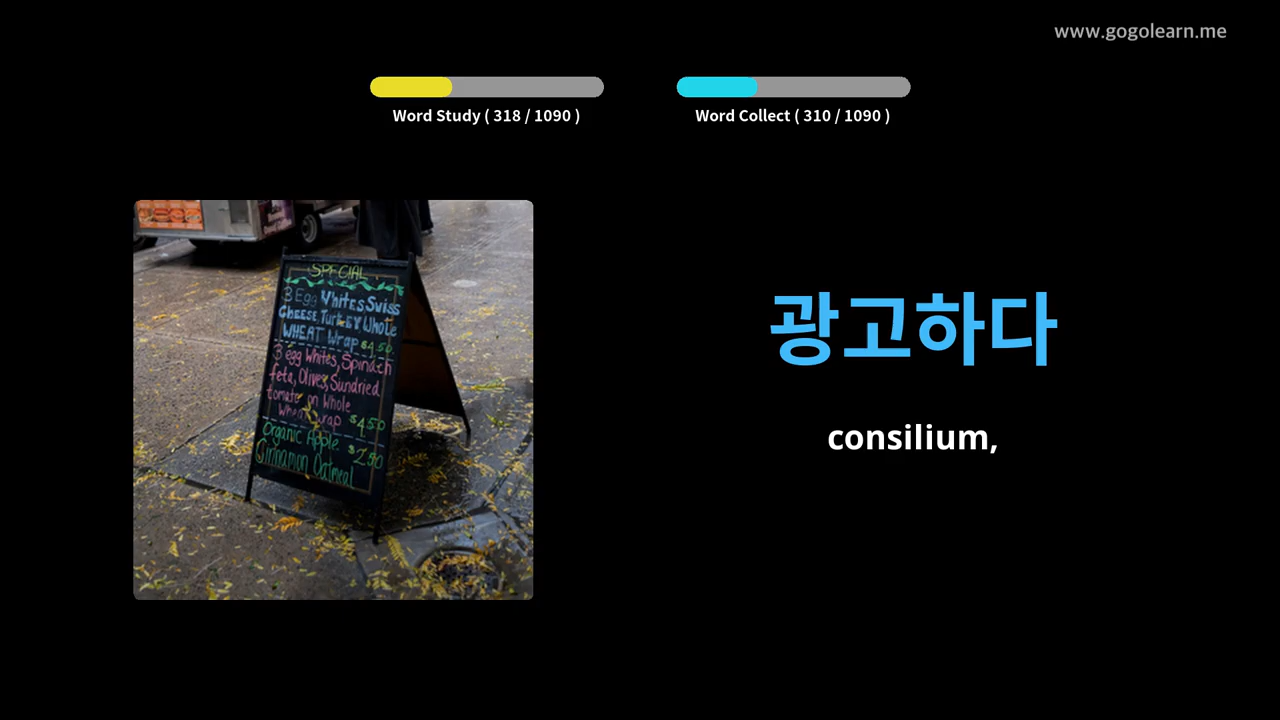 www.gogolearn.me
Word Study ( 318 / 1090 )
Word Collect ( 310 / 1090 )
SPECIAL
3 Egg Whites Swiss
Cheese, Turkey Whole
WHEAT Wrap $4.50
3 egg Whites, Spinach
feta, Olives, Sundried
tomato on Whole
Wheat wrap $4.50
Organic Apple
Cinnamon Oatmeal $2.50
광고하다
consilium,